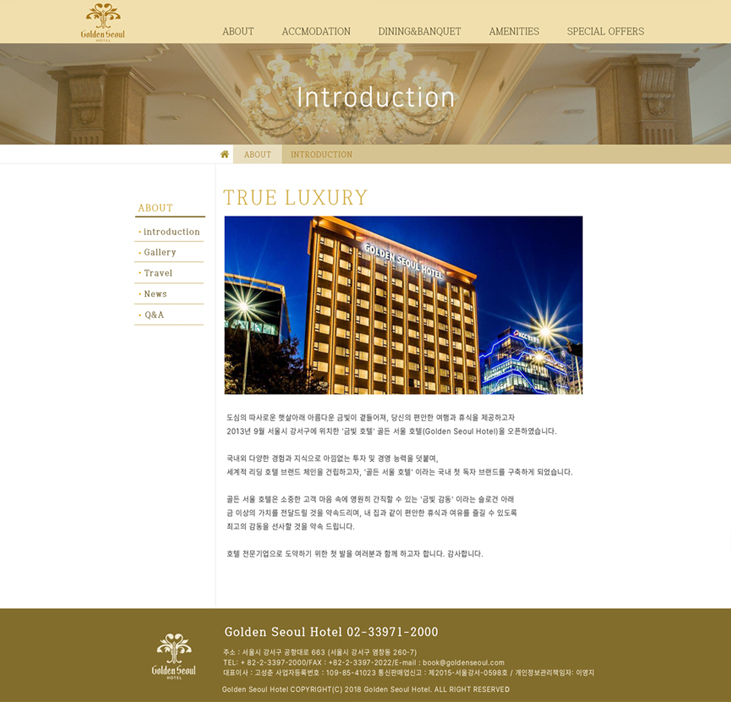 Golden Seoul
HOTEL
ABOUT
ACCMODATION
DINING&BANQUET
AMENITIES
SPECIAL OFFERS
Introduction
ABOUT
INTRODUCTION
ABOUT
introduction
Gallery
Travel
News
Q&A
TRUE LUXURY
GOLDEN SEOUL HOTEL
도심의 따사로운 햇살아래 아름다운 금빛이 곁들어져, 당신의 편안한 여행과 휴식을 제공하고자
2013년 9월 서울시 강서구에 위치한 '금빛 호텔' 골든 서울 호텔(Golden Seoul Hotel)을 오픈하였습니다.
국내외 다양한 경험과 지식으로 아낌없는 투자 및 경영 능력을 덧붙여,
세계적 리딩 호텔 브랜드 체인을 건립하고자, '골든 서울 호텔' 이라는 국내 첫 독자 브랜드를 구축하게 되었습니다.
골든 서울 호텔은 소중한 고객 마음 속에 영원히 간직할 수 있는 '금빛 감동' 이라는 슬로건 아래
금 이상의 가치를 전달드릴 것을 약속드리며, 내 집과 같이 편안한 휴식과 여유를 즐길 수 있도록
최고의 감동을 선사할 것을 약속 드립니다.
호텔 전문기업으로 도약하기 위한 첫 발을 여러분과 함께 하고자 합니다. 감사합니다.
Golden Seoul
HOTEL
Golden Seoul Hotel 02-33971-2000
주소 : 서울시 강서구 공항대로 663 (서울시 강서구 염창동 260-7)
TEL: + 82-2-3397-2000/FAX : +82-2-3397-2022/E-mail : book@goldenseoul.com
대표이사 : 고성준 사업자등록번호 : 109-85-41023 통신판매업신고 : 제2015-서울강서-0598호 / 개인정보관리책임자: 이영지
Golden Seoul Hotel COPYRIGHT(C) 2018 Golden Seoul Hotel. ALL RIGHT RESERVED